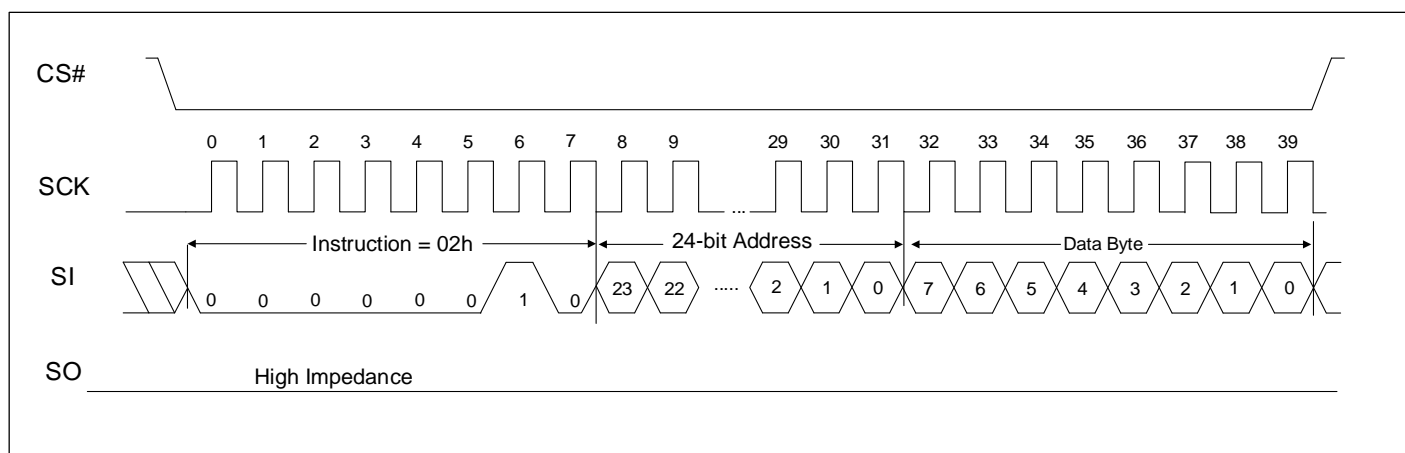 CS#
0 1 2 3 4 5 6 7 8 9 29 30 31 32 33 34 35 36 37 38 39
SCK
...
Instruction = 02h 24-bit Address Data Byte
SI
0 0 0 0 0 0 1 0 23 22 ..... 2 1 0 7 6 5 4 3 2 1 0
SO
High Impedance